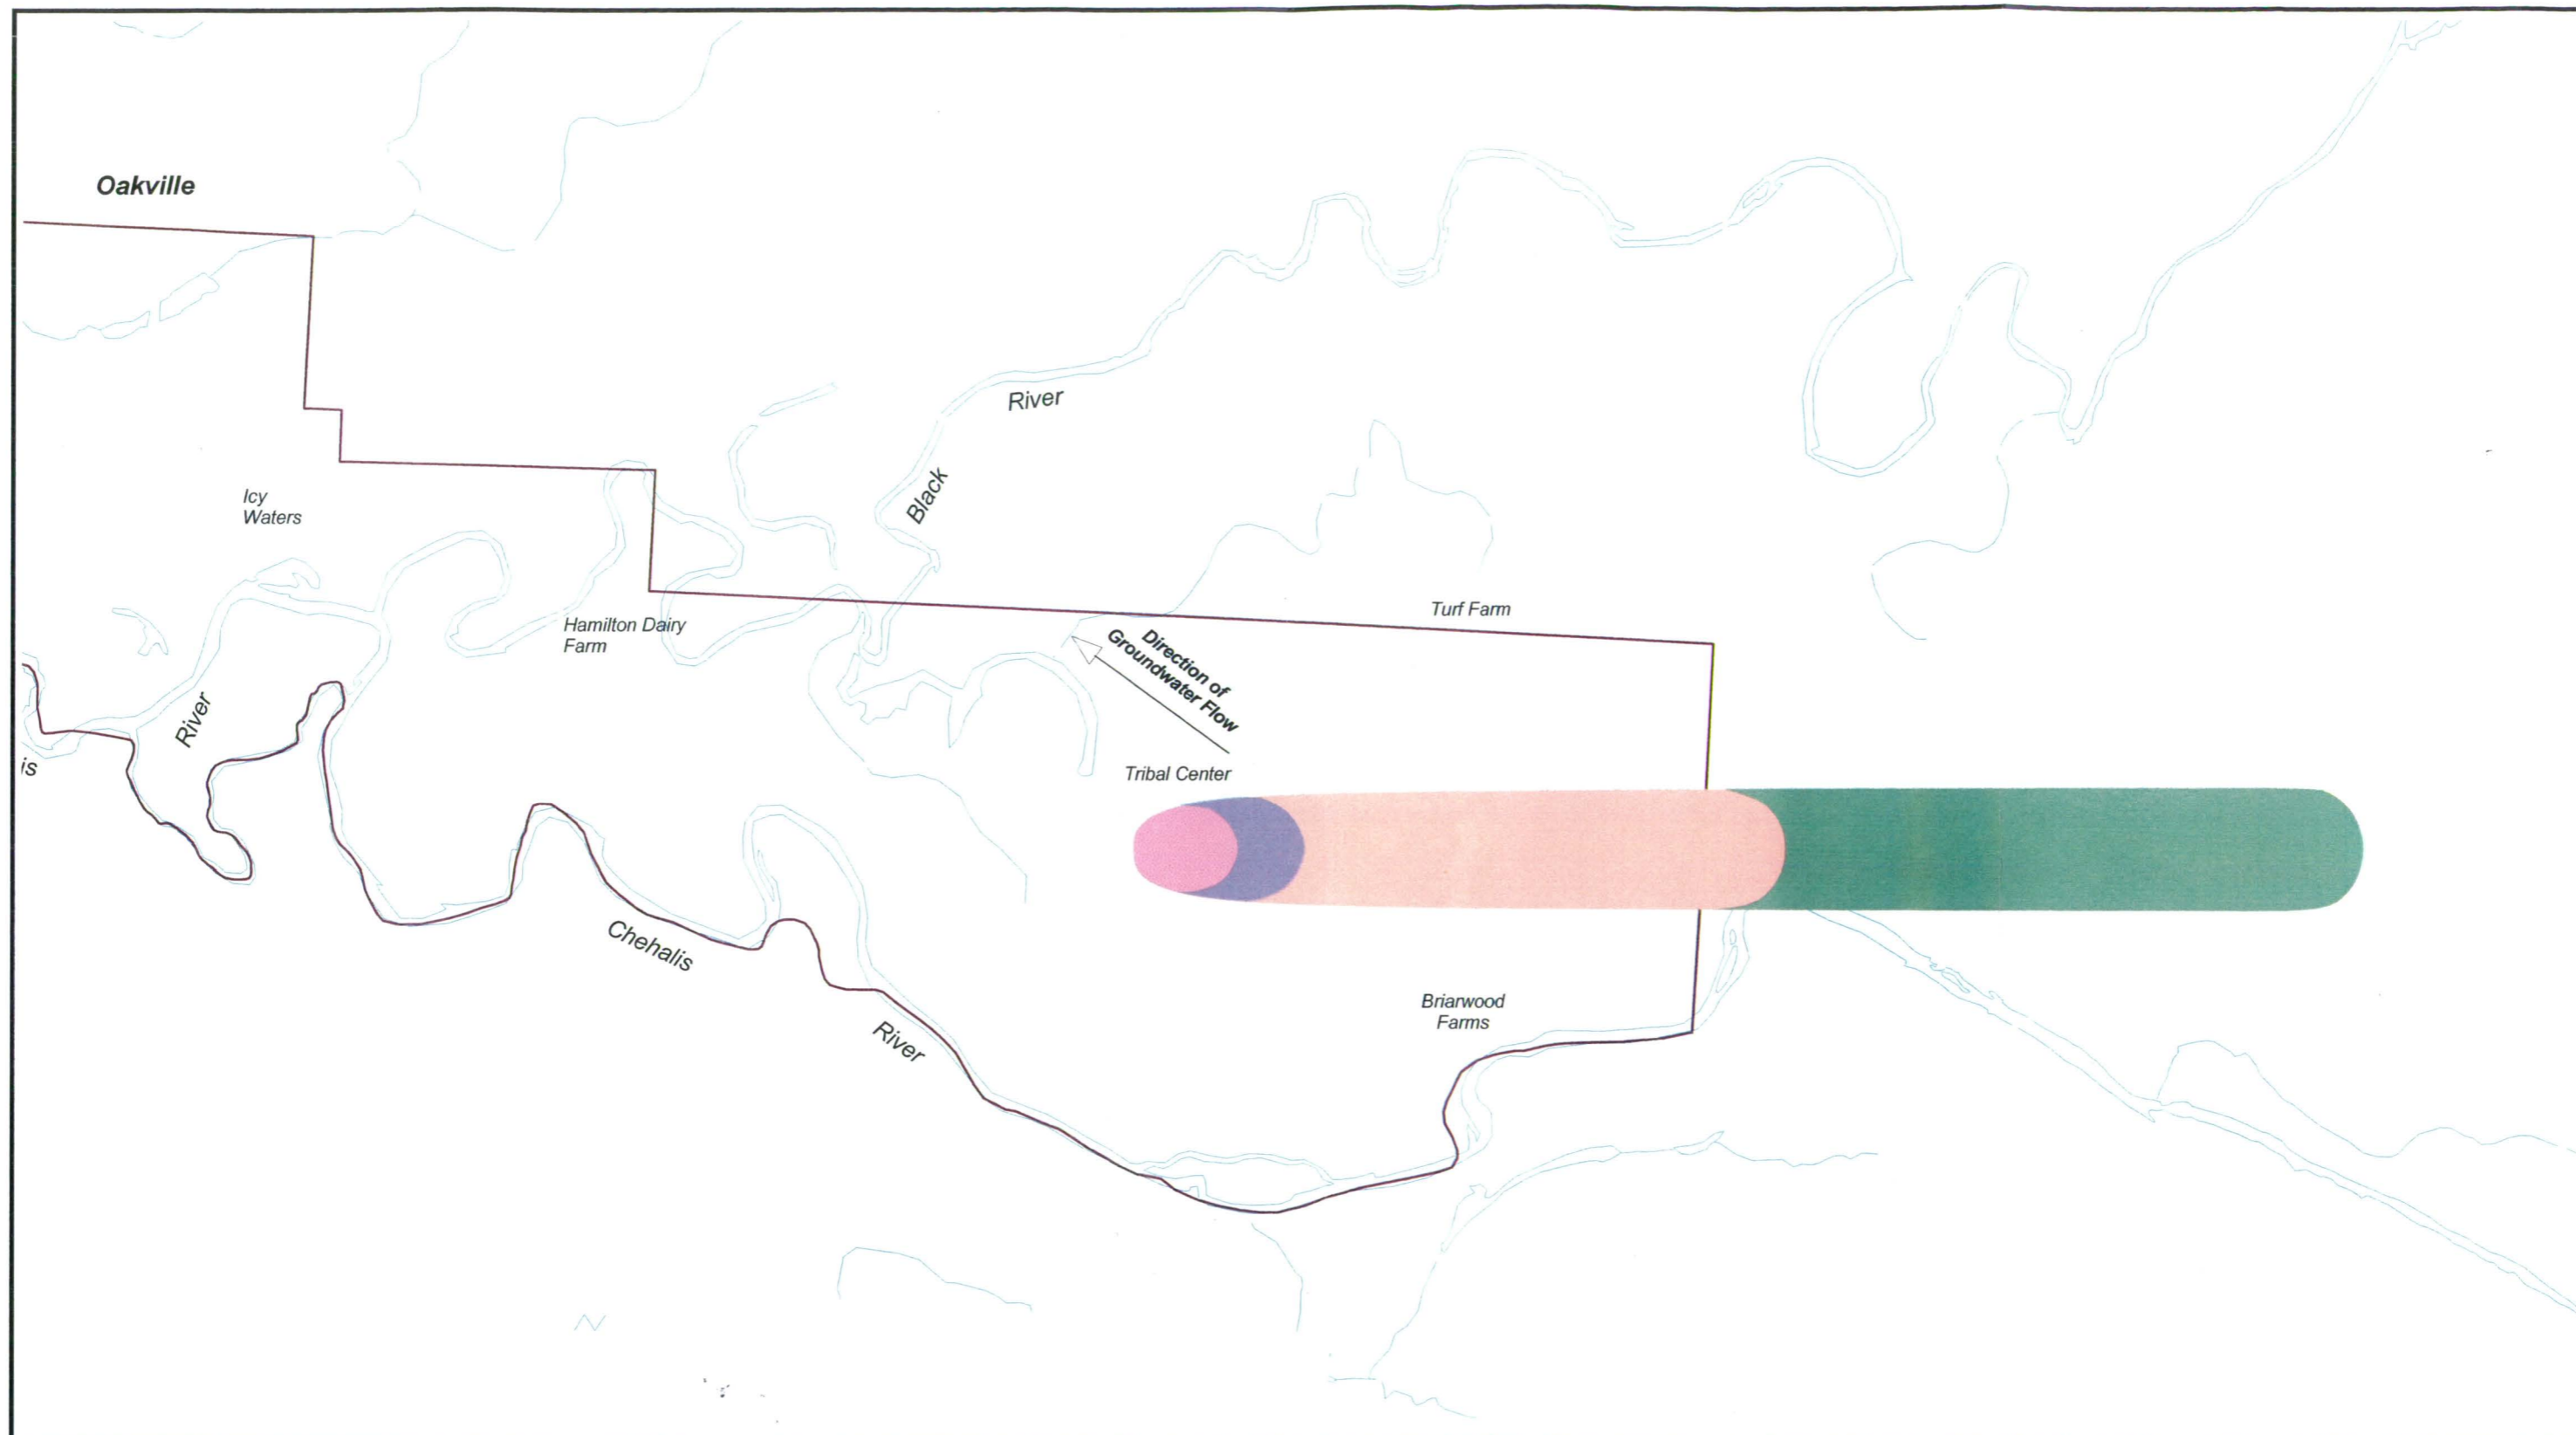 Oakville
River
Black
Icy
Waters
Turf Farm
Hamilton Dairy
Farm
Direction of
Groundwater Flow
River
is
Tribal Center
Chehalis
River
Briarwood
Farms